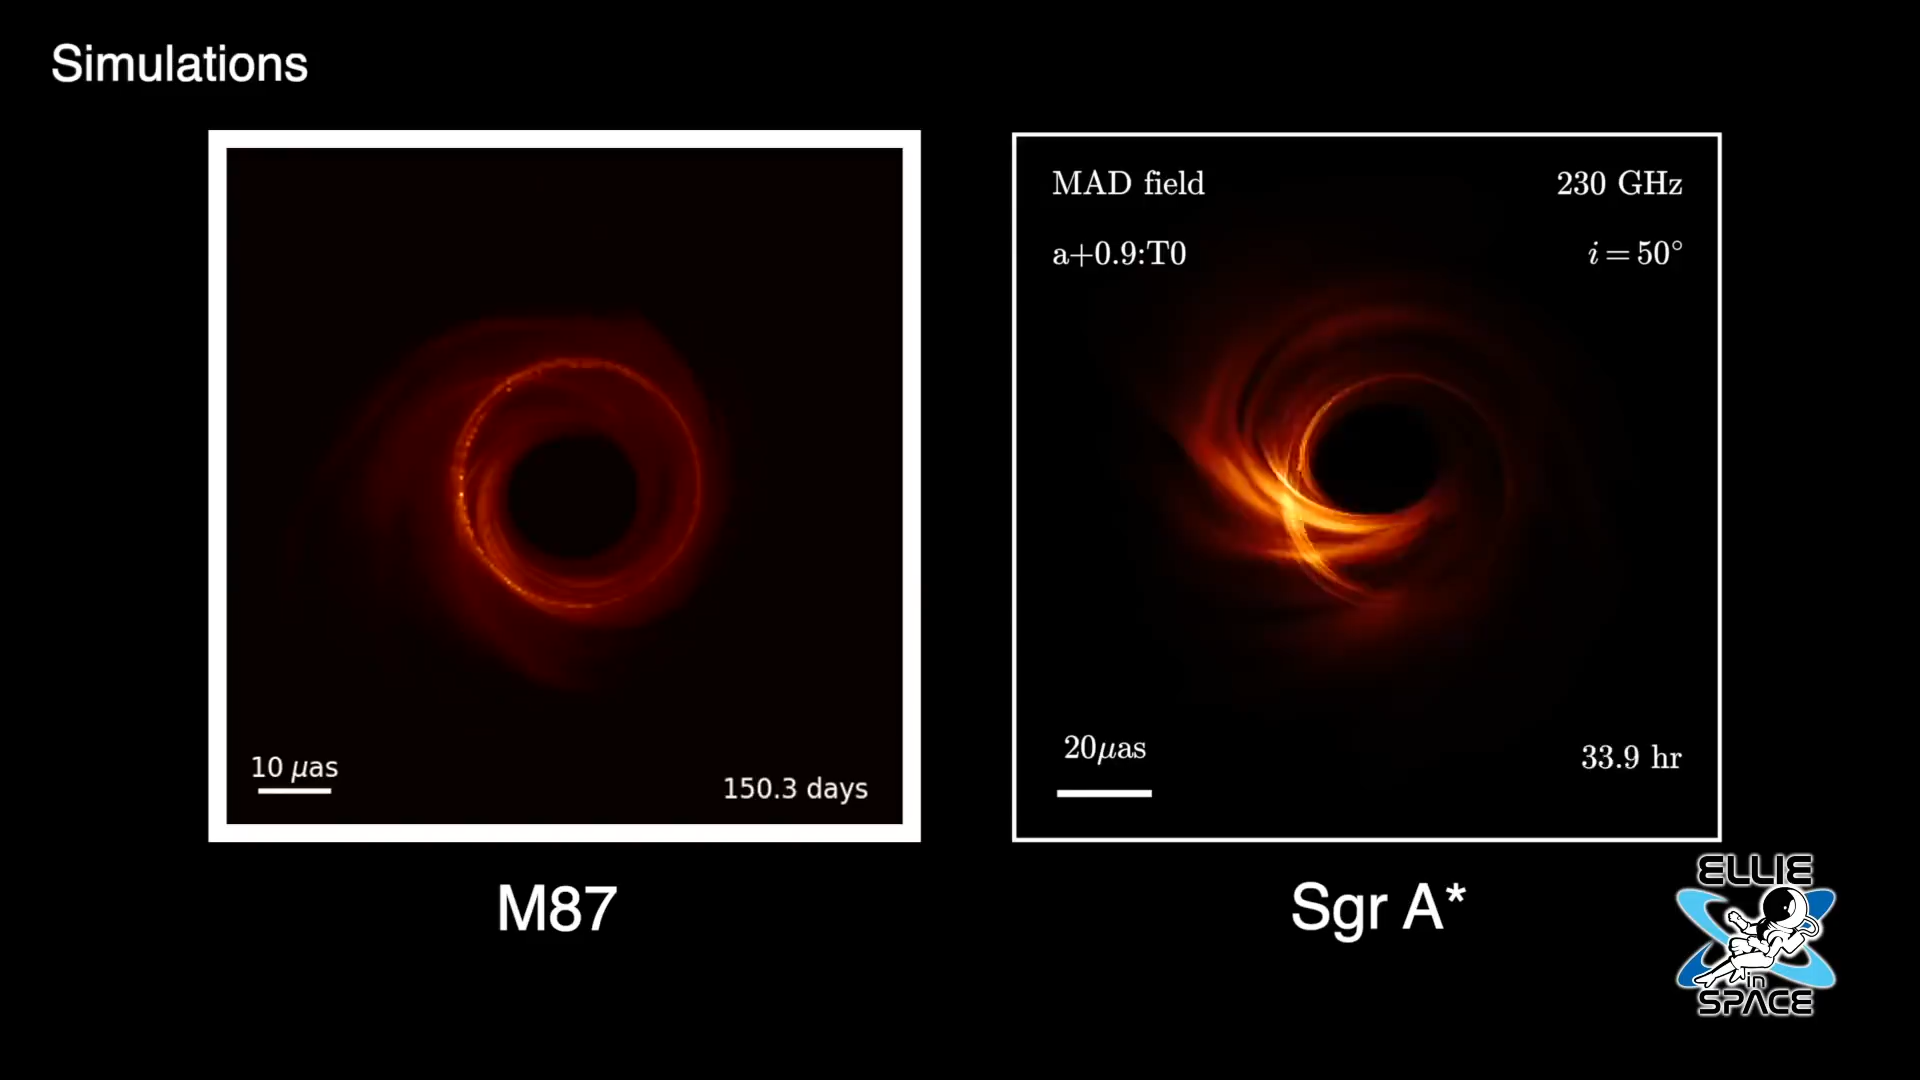 Simulations
10 μas
150.3 days
MAD field
230 GHz
a+0.9:T0
i = 50°
20μas
33.9 hr
M87
Sgr A*
ELLIE
in
SPACE